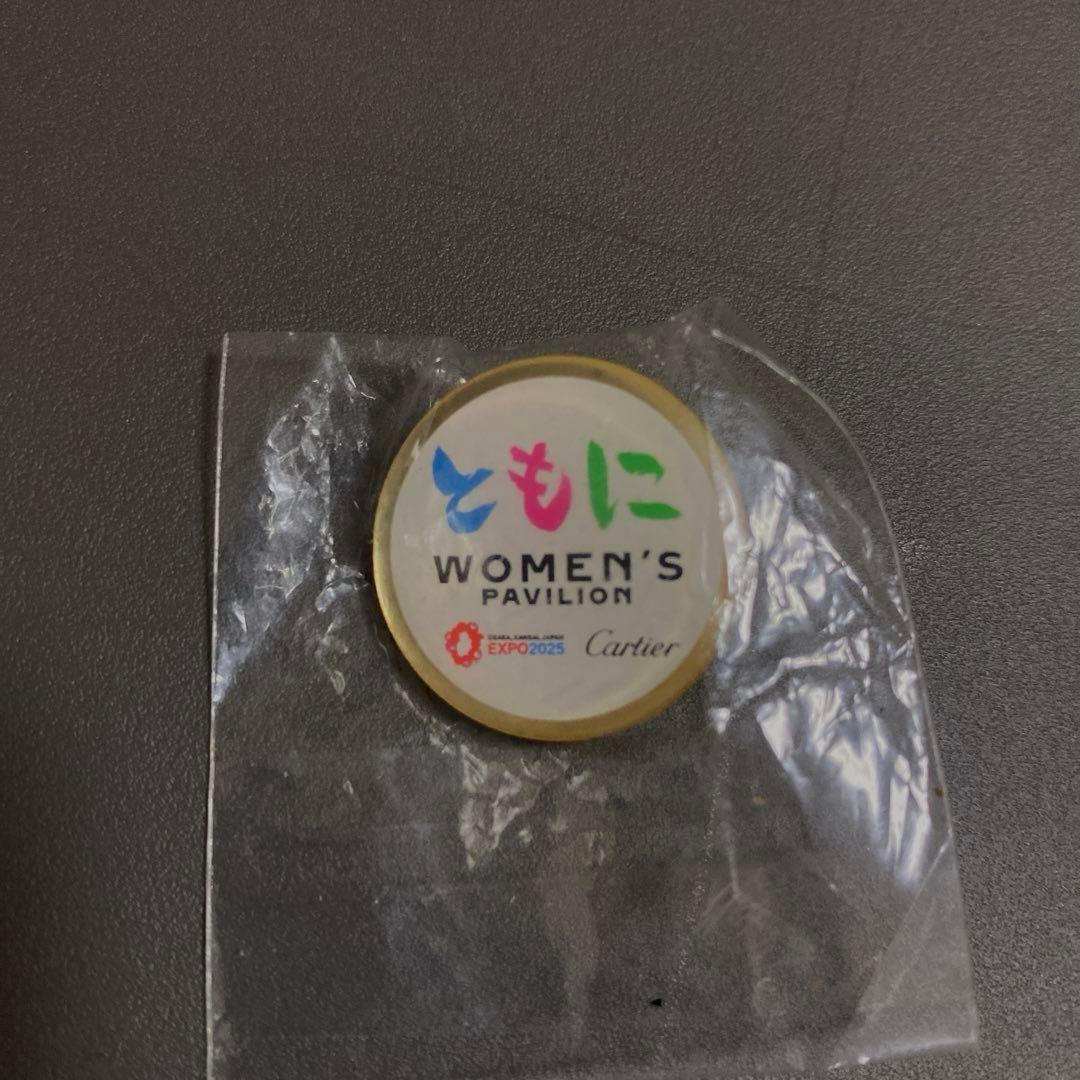 ともに
WOMEN'S
PAVILION
OSAKA, KANSAI, JAPAN
EXPO2025
Cartier